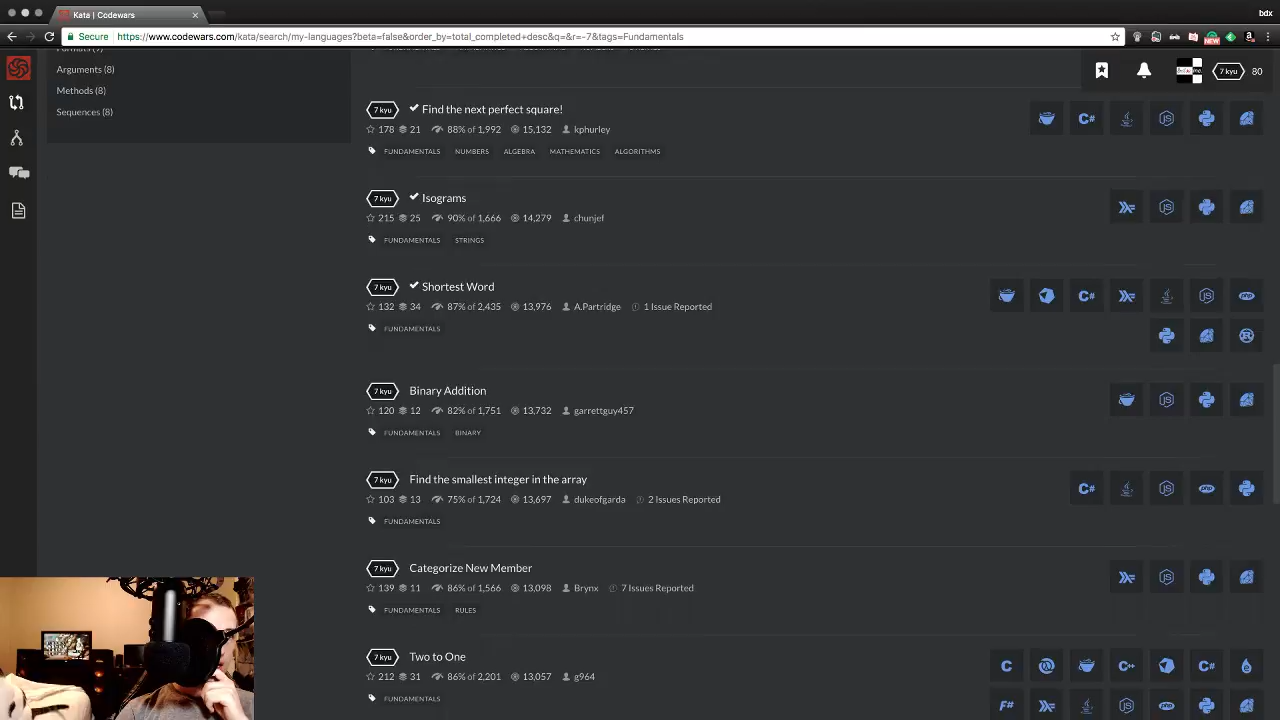 Kata | Codewars
bdx
Secure https://www.codewars.com/kata/search/my-languages?beta=false&order_by=total_completed+desc&q=&r=-7&tags=Fundamentals
NEW
Arguments (8)
Methods (8)
Sequences (8)
7 kyu 80
7 kyu Find the next perfect square!
178 21 88% of 1,992 15,132 kphurley
FUNDAMENTALS NUMBERS ALGEBRA MATHEMATICS ALGORITHMS
C#
7 kyu Isograms
215 25 90% of 1,666 14,279 chunjef
FUNDAMENTALS STRINGS
7 kyu Shortest Word
132 34 87% of 2,435 13,976 A.Partridge 1 Issue Reported
FUNDAMENTALS
7 kyu Binary Addition
120 12 82% of 1,751 13,732 garrettguy457
FUNDAMENTALS BINARY
7 kyu Find the smallest integer in the array
103 13 75% of 1,724 13,697 dukeofgarda 2 Issues Reported
FUNDAMENTALS
C#
7 kyu Categorize New Member
139 11 86% of 1,566 13,098 Brynx 7 Issues Reported
FUNDAMENTALS RULES
7 kyu Two to One
212 31 86% of 2,201 13,057 g964
FUNDAMENTALS
C C#
F#